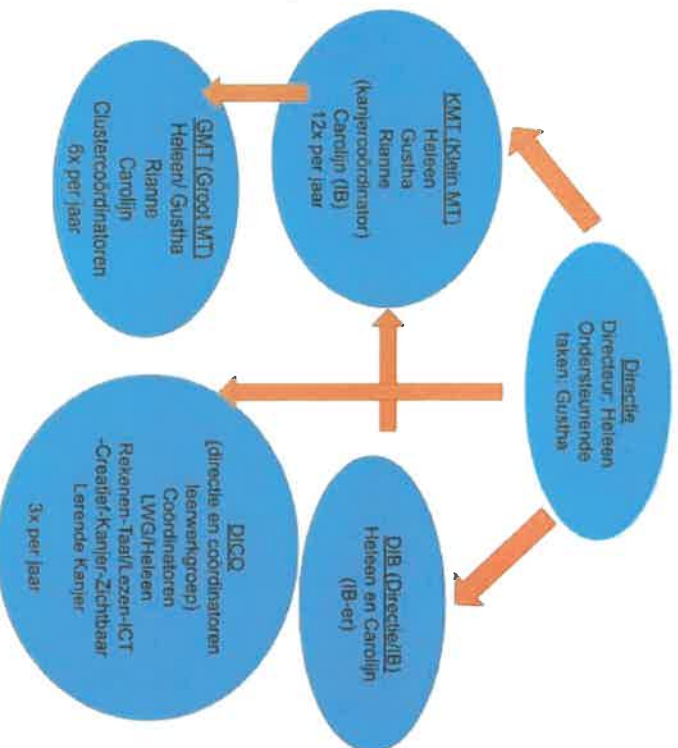 Directie
Directeur: Heleen
Ondersteunende
taken: Gustha
KMT (Klein MT)
Heleen
Gustha
Rianne
(kanjercoördinator)
Carolijn (IB)
12x per jaar
DIB (Directie/IB)
Heleen en Carolijn
(IB-er)
GMT (Groot MT)
Heleen/ Gustha
Rianne
Carolijn
Clustercoördinatoren
6x per jaar
DICO
(directie en coördinatoren
leerwerkgroep)
Coördinatoren
LWG/Heleen
Rekenen-Taal/Lezen-ICT
-Creatief-Kanjer-Zichtbaar
Lerende Kanjer
3x per jaar